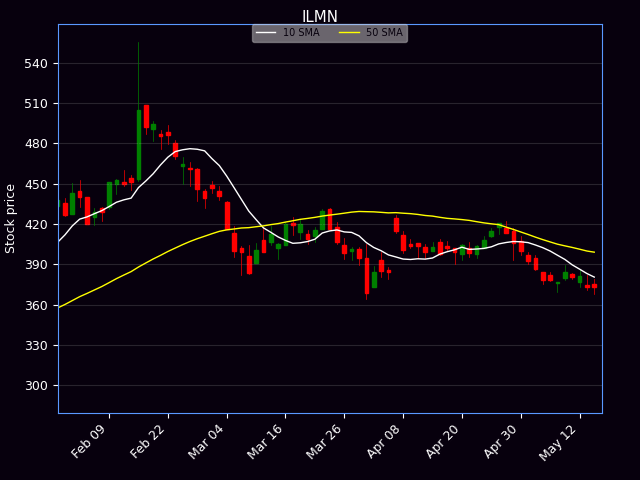 ILMN
10 SMA
50 SMA
Stock price
540
510
480
450
420
390
360
330
300
Feb 09
Feb 22
Mar 04
Mar 16
Mar 26
Apr 08
Apr 20
Apr 30
May 12